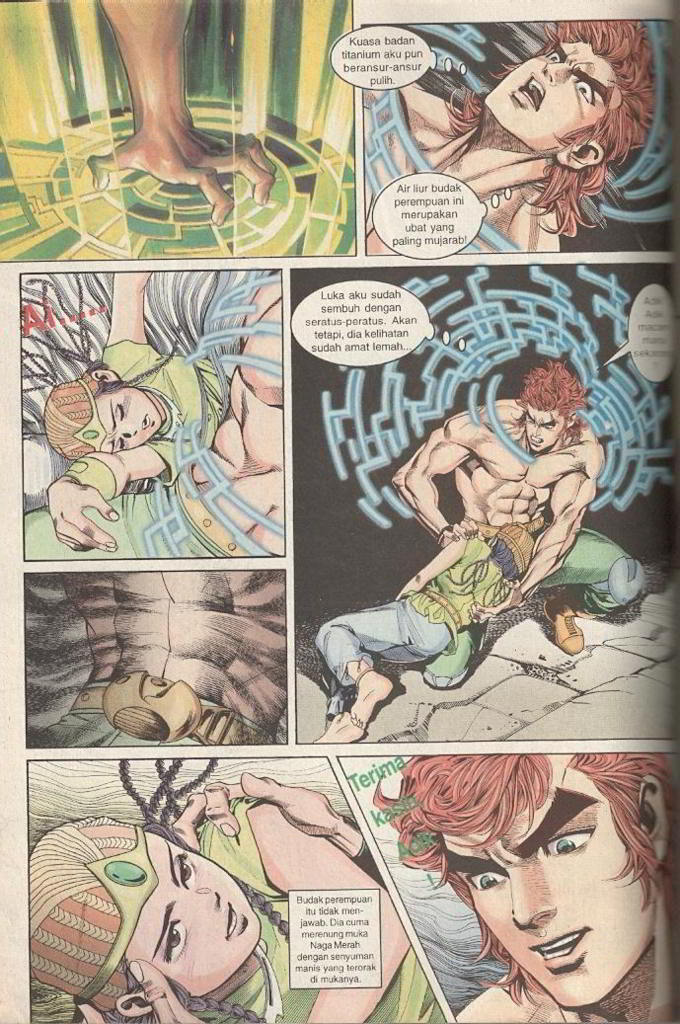 Kuasa badan
titanium aku pun
beransur-ansur
pulih.
Air liur budak
perempuan ini
merupakan
ubat yang
paling mujarab!
Ai......
Luka aku sudah
sembuh dengan
seratus-peratus. Akan
tetapi, dia kelihatan
sudah amat lemah...
Adik!
Adik
Budak perempuan
itu tidak men-
jawab. Dia cuma
merenung muka
Naga Merah
dengan senyuman
manis yang terorak
di mukanya.
Terima
kasih
Adik
!